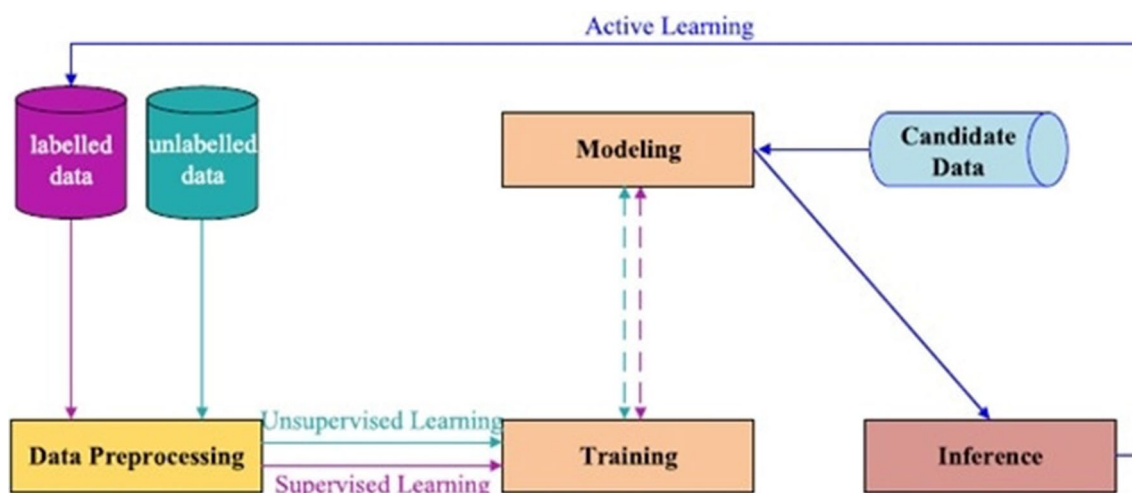 Active Learning
labelled
data
unlabelled
data
Modeling
Candidate
Data
Unsupervised Learning
Data Preprocessing
Training
Inference
Supervised Learning